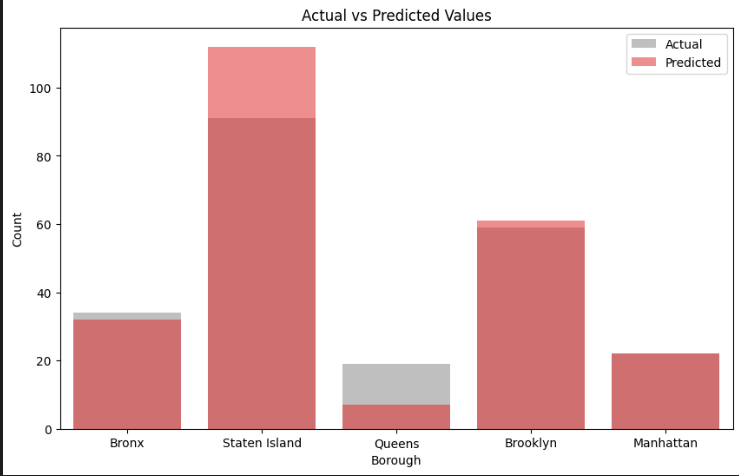 Actual vs Predicted Values
Actual
Predicted
100
80
60
40
20
0
Count
Bronx
Staten Island
Queens
Brooklyn
Manhattan
Borough